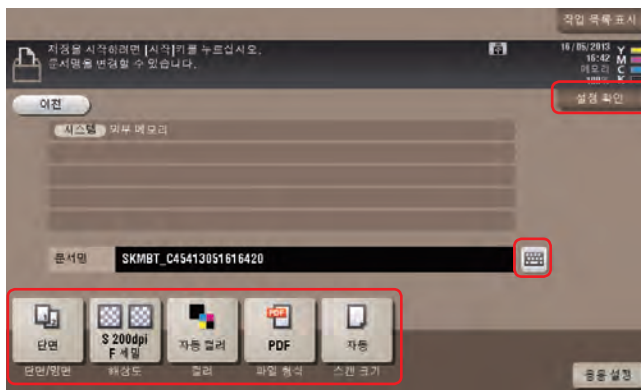 작업 목록 표시
저장을 시작하려면 [시작]키를 누르십시오.
문서명을 변경할 수 있습니다.
16/05/2013
16:42
메모리
100%
Y
M
C
K
이전
설정 확인
시스템 외부 메모리
문서명 SKMBT_C45413051616420
단면
S 200dpi
F 세밀
자동 컬러
PDF
PDF
자동
단면/양면
해상도
컬러
파일 형식
스캔 크기
응용 설정